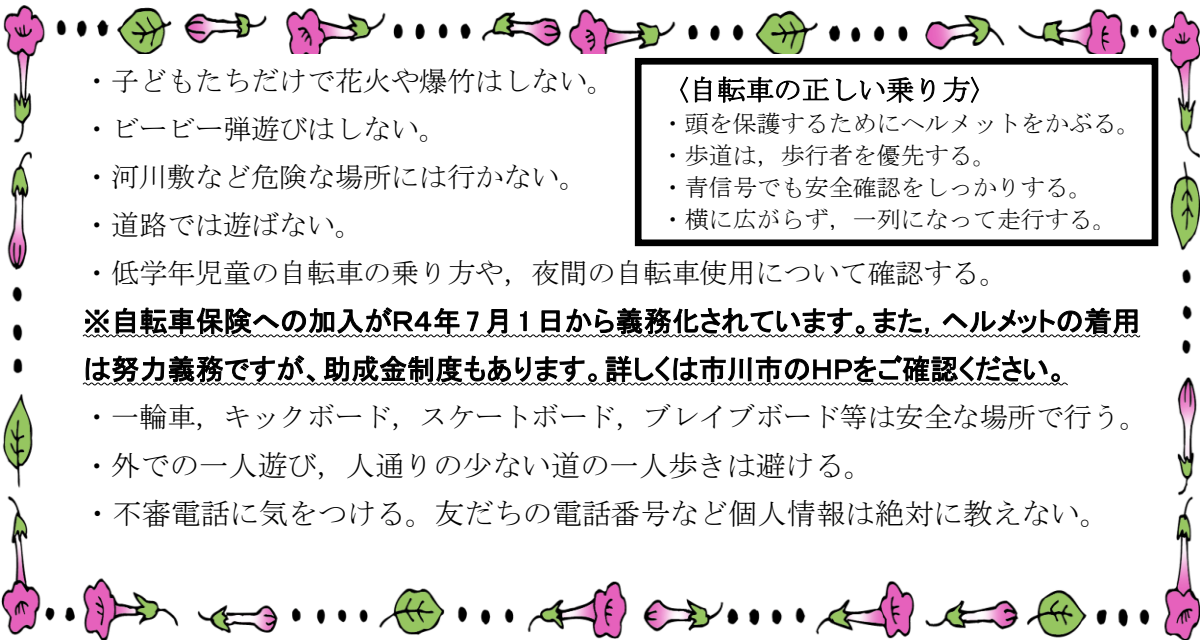 ・子どもたちだけで花火や爆竹はしない。
・ビービー弾遊びはしない。
・河川敷など危険な場所には行かない。
・道路では遊ばない。
〈自転車の正しい乗り方〉
・頭を保護するためにヘルメットをかぶる。
・歩道は，歩行者を優先する。
・青信号でも安全確認をしっかりする。
・横に広がらず，一列になって走行する。
・低学年児童の自転車の乗り方や，夜間の自転車使用について確認する。
※自転車保険への加入がR４年７月１日から義務化されています。また，ヘルメットの着用
は努力義務ですが、助成金制度もあります。詳しくは市川市のHPをご確認ください。
・一輪車，キックボード，スケートボード，ブレイブボード等は安全な場所で行う。
・外での一人遊び，人通りの少ない道の一人歩きは避ける。
・不審電話に気をつける。友だちの電話番号など個人情報は絶対に教えない。